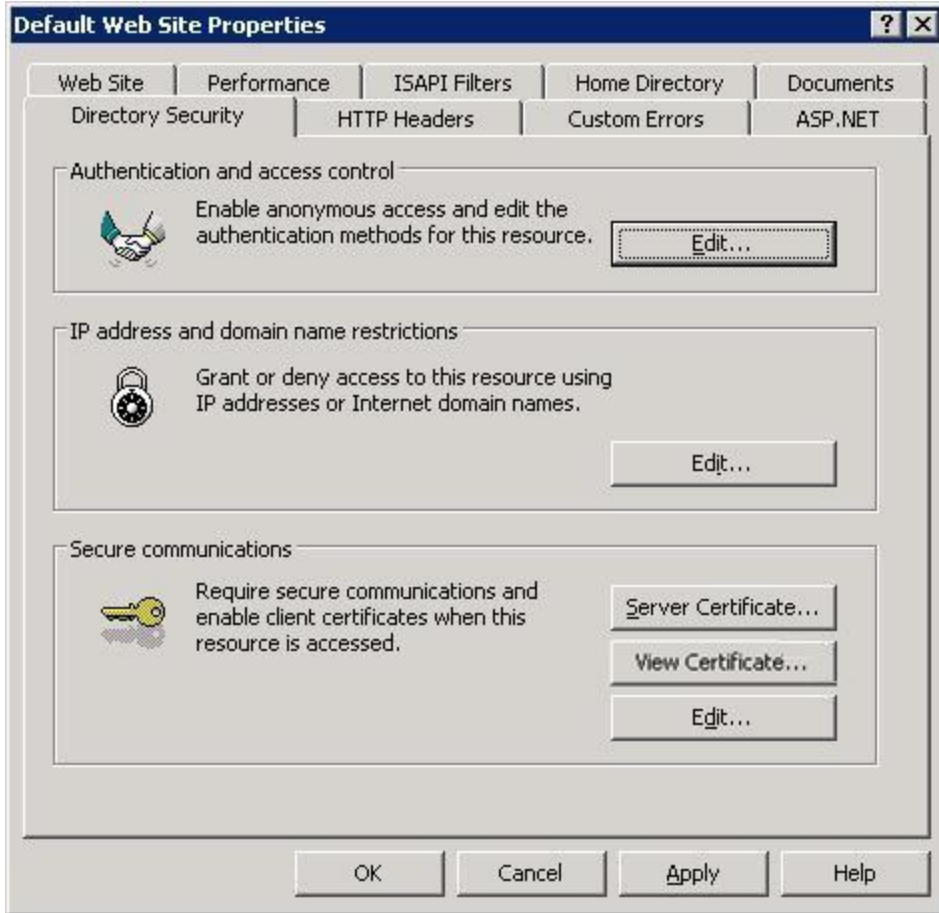 Default Web Site Properties
Web Site Performance ISAPI Filters Home Directory Documents
Directory Security HTTP Headers Custom Errors ASP.NET
Authentication and access control
Enable anonymous access and edit the
authentication methods for this resource.
Edit...
IP address and domain name restrictions
Grant or deny access to this resource using
IP addresses or Internet domain names.
Edit...
Secure communications
Require secure communications and
enable client certificates when this
resource is accessed.
Server Certificate...
View Certificate...
Edit...
OK Cancel Apply Help